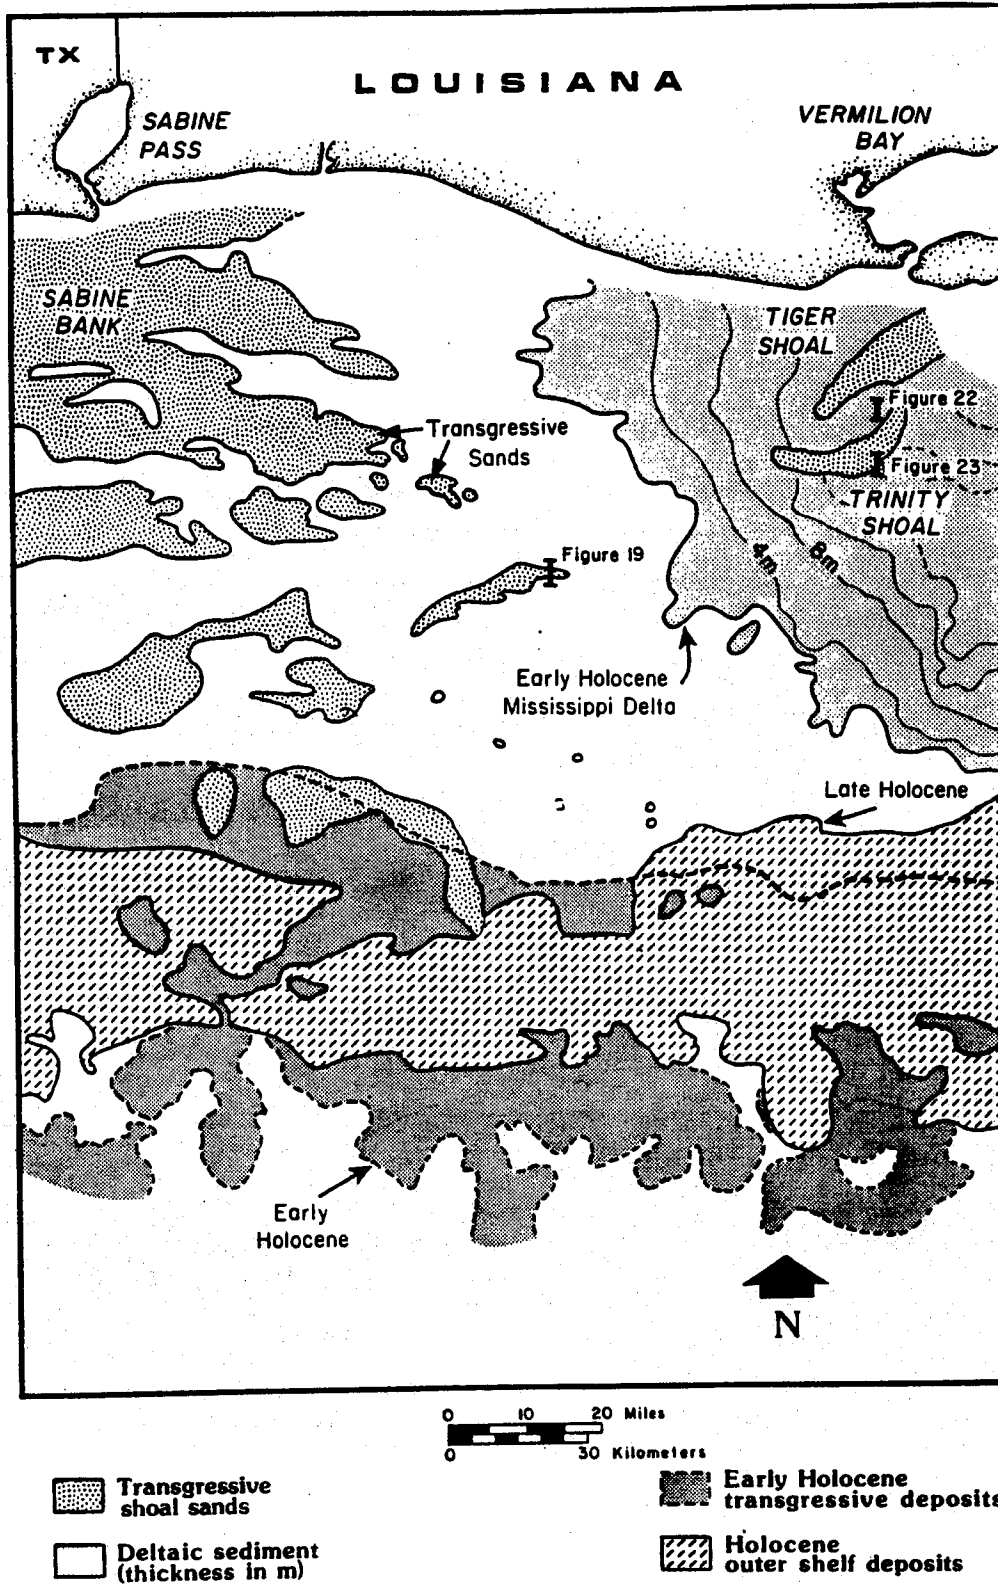 TX
LOUISIANA
SABINE
PASS
VERMILION
BAY
SABINE
BANK
TIGER
SHOAL
Figure 22
Transgressive
Sands
Figure 23
TRINITY
SHOAL
Figure 19
4m
8m
Early Holocene
Mississippi Delta
Late Holocene
Early
Holocene
N
0 10 20 Miles
0 30 Kilometers
Transgressive
shoal sands
Deltaic sediment
(thickness in m)
Early Holocene
transgressive deposits
Holocene
outer shelf deposits